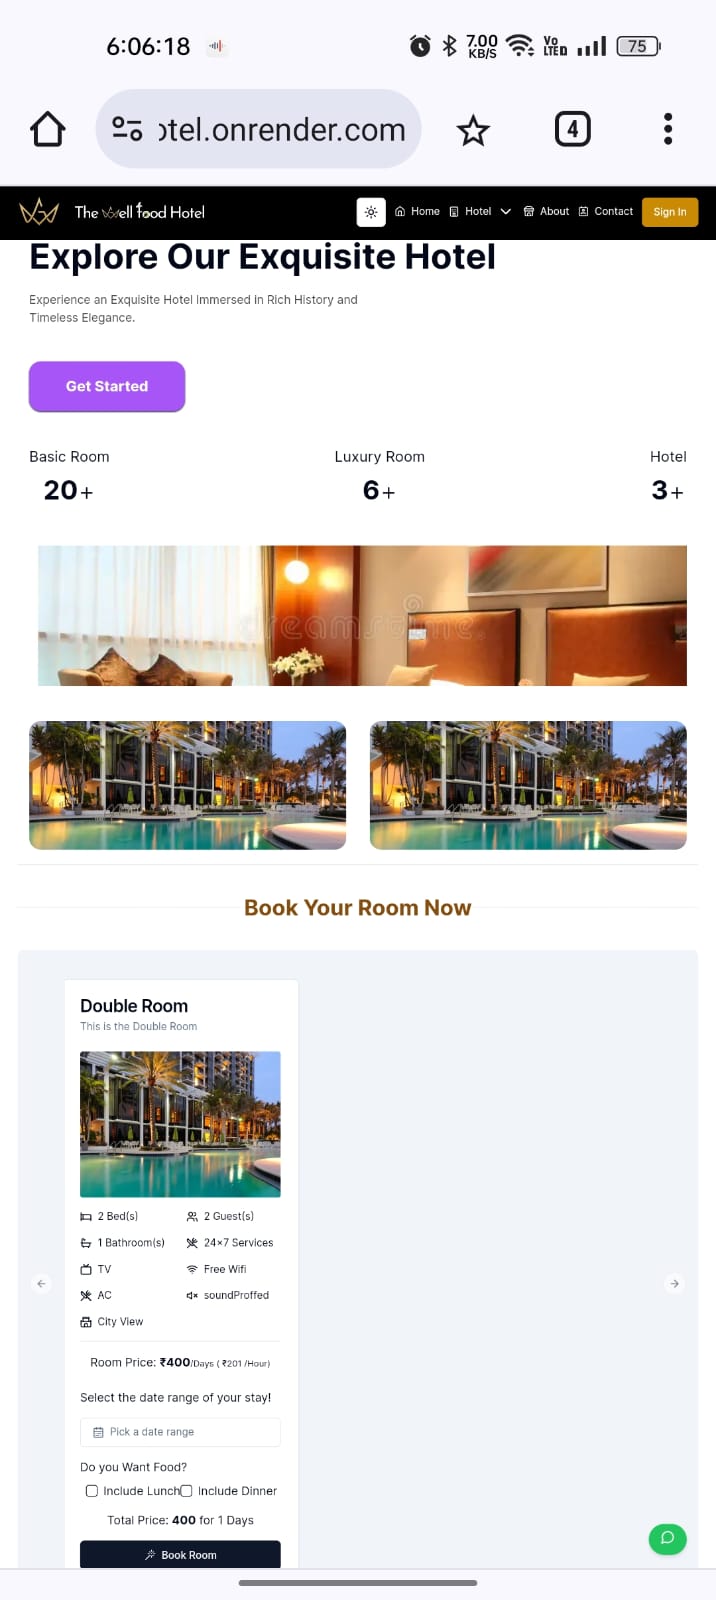 6:06:18
7.00
KB/S
Vo
LTED
75
otel.onrender.com
4
The Well food Hotel
Home
Hotel
About
Contact
Sign In
Explore Our Exquisite Hotel
Experience an Exquisite Hotel Immersed in Rich History and
Timeless Elegance.
Get Started
Basic Room
Luxury Room
Hotel
20+
6+
3+
dreamstime.
Book Your Room Now
Double Room
This is the Double Room
2 Bed(s)
2 Guest(s)
1 Bathroom(s)
24×7 Services
TV
Free Wifi
AC
soundProffed
City View
Room Price: ₹400/Days ( ₹201 /Hour)
Select the date range of your stay!
Pick a date range
Do you Want Food?
Include Lunch
Include Dinner
Total Price: 400 for 1 Days
Book Room